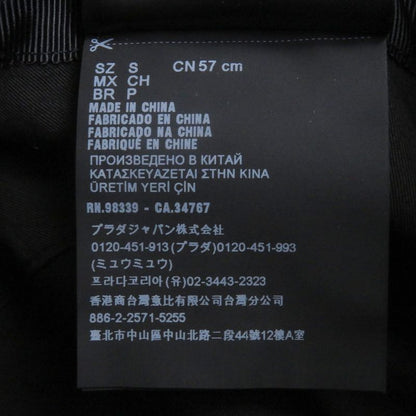 SZ S CN 57 cm
MX CH
BR P
MADE IN CHINA
FABRICADO EN CHINA
FABRICADO NA CHINA
FABRIQUÉ EN CHINE
ПРОИЗВЕДЕНО В КИТАЙ
ΚΑΤΑΣΚΕΥΑΖΕΤΑΙ ΣΤΗΝ ΚΙΝΑ
ÜRETİM YERİ ÇİN
RN.98339 - CA.34767
プラダジャパン株式会社
0120-451-913(プラダ)0120-451-993
(ミュウミュウ)
프라다코리아 (유) 02-3443-2323
香港商台灣意比有限公司台灣分公司
886-2-2571-5255
臺北市中山區中山北路二段44號12樓A室